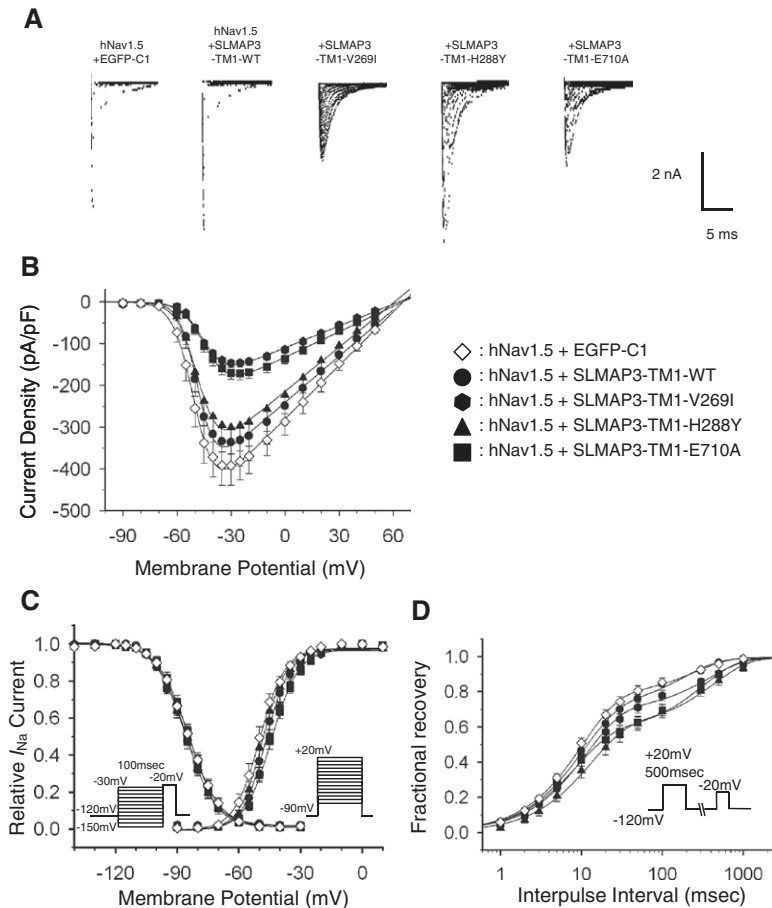 A
hNav1.5
+EGFP-C1
hNav1.5
+SLMAP3
-TM1-WT
+SLMAP3
-TM1-V269I
+SLMAP3
-TM1-H288Y
+SLMAP3
-TM1-E710A
2 nA
5 ms
B
0
-100
-200
-300
-400
-500
Current Density (pA/pF)
-90 -60 -30 0 30 60
Membrane Potential (mV)
: hNav1.5 + EGFP-C1
: hNav1.5 + SLMAP3-TM1-WT
: hNav1.5 + SLMAP3-TM1-V269I
: hNav1.5 + SLMAP3-TM1-H288Y
: hNav1.5 + SLMAP3-TM1-E710A
C
1.0
0.8
0.6
0.4
0.2
0.0
Relative INa Current
100msec
-30mV
-20mV
-120mV
-150mV
+20mV
-90mV
-120 -90 -60 -30 0
Membrane Potential (mV)
D
1.0
0.8
0.6
0.4
0.2
0.0
Fractional recovery
+20mV
500msec
-20mV
-120mV
1 10 100 1000
Interpulse Interval (msec)